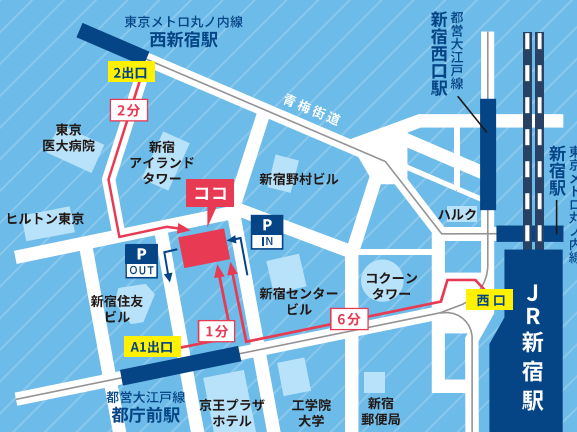 東京メトロ丸ノ内線
西新宿駅
2出口
2分
青梅街道
都営大江戸線
新宿西口駅
東京メトロ丸ノ内線
新宿駅
東京
医大病院
新宿
アイランド
タワー
新宿野村ビル
ハルク
ヒルトン東京
ココ
P
IN
P
OUT
新宿住友
ビル
新宿センター
ビル
コクーン
タワー
西口
JR新宿駅
1分
6分
A1出口
都営大江戸線
都庁前駅
京王プラザ
ホテル
工学院
大学
新宿
郵便局